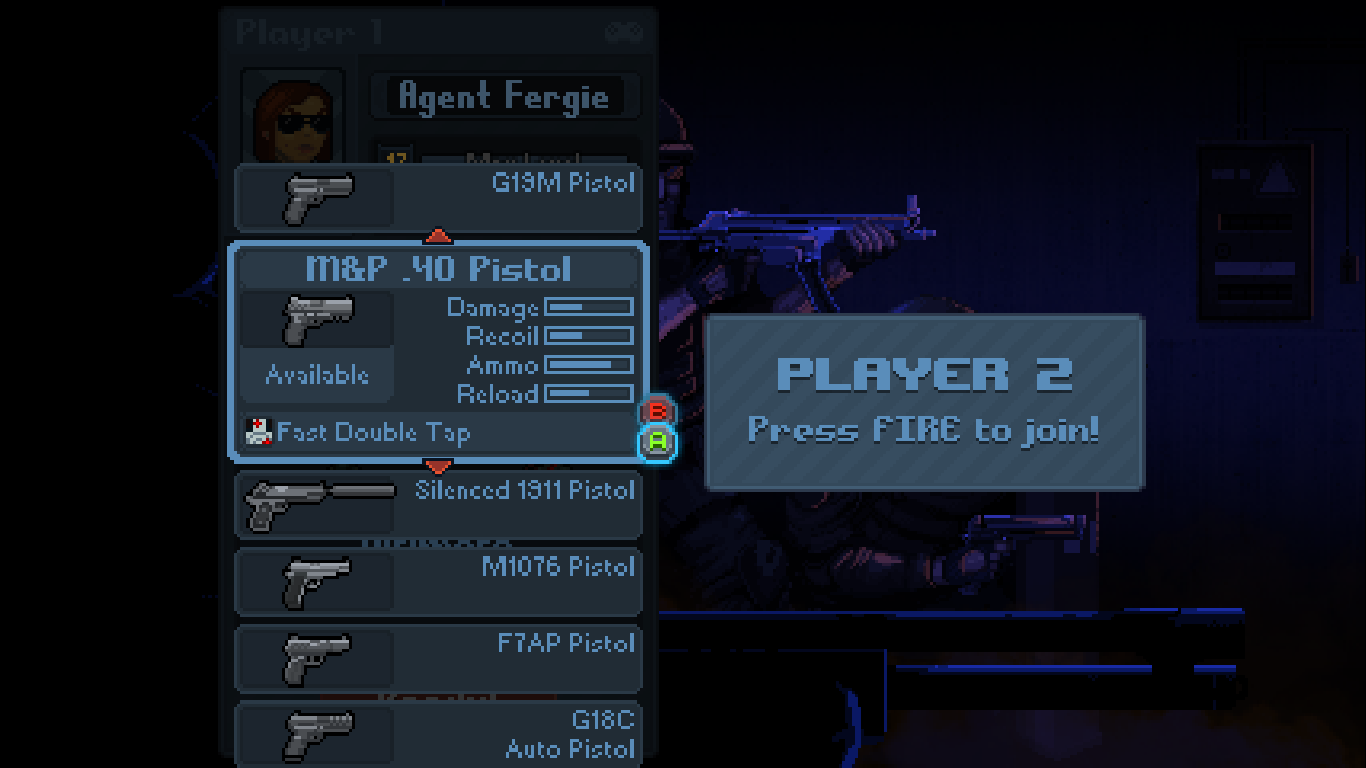 Player 1
Agent Fergie
17
G19M Pistol
M&P .40 Pistol
Damage
Recoil
Ammo
Reload
Available
Fast Double Tap
B
A
Silenced 1911 Pistol
M1076 Pistol
F7AP Pistol
G18C
Auto Pistol
PLAYER 2
Press FIRE to join!